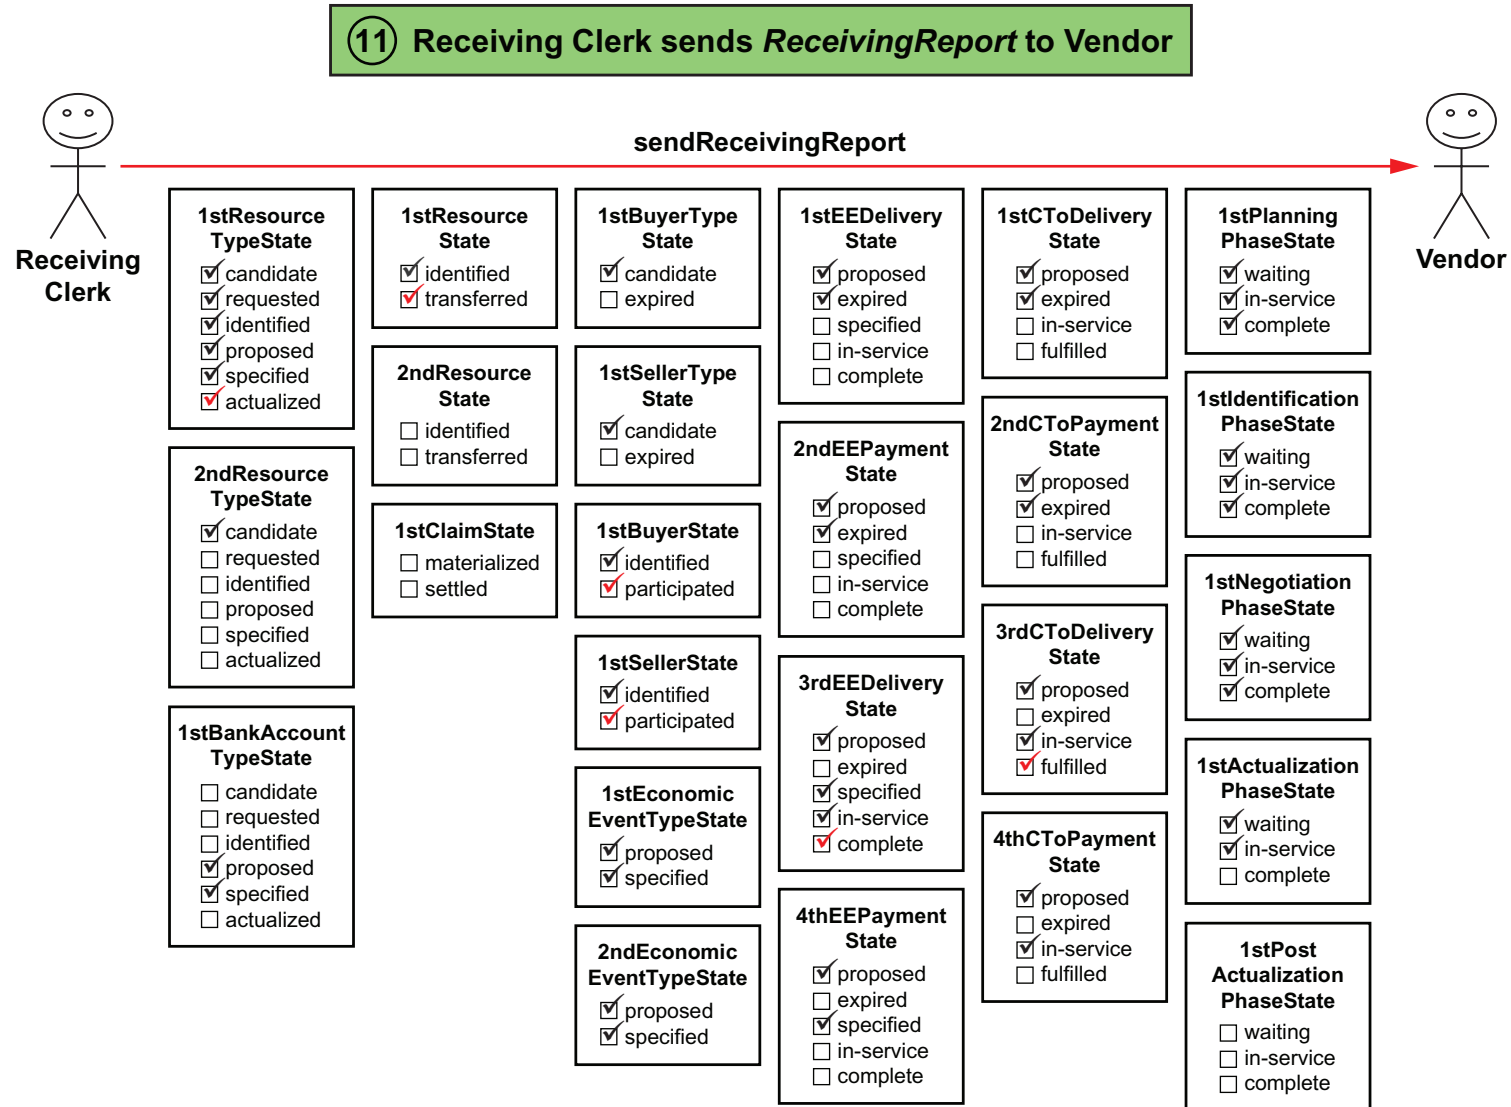 11 Receiving Clerk sends ReceivingReport to Vendor
sendReceivingReport
Receiving
Clerk
Vendor
1stResource
TypeState
candidate
requested
identified
proposed
specified
actualized
2ndResource
TypeState
candidate
requested
identified
proposed
specified
actualized
1stBankAccount
TypeState
candidate
requested
identified
proposed
specified
actualized
1stResource
State
identified
transferred
2ndResource
State
identified
transferred
1stClaimState
materialized
settled
1stBuyerType
State
candidate
expired
1stSellerType
State
candidate
expired
1stBuyerState
identified
participated
1stSellerState
identified
participated
1stEconomic
EventTypeState
proposed
specified
2ndEconomic
EventTypeState
proposed
specified
1stEEDelivery
State
proposed
expired
specified
in-service
complete
2ndEEPayment
State
proposed
expired
specified
in-service
complete
3rdEEDelivery
State
proposed
expired
specified
in-service
complete
4thEEPayment
State
proposed
expired
specified
in-service
complete
1stCToDelivery
State
proposed
expired
in-service
fulfilled
2ndCToPayment
State
proposed
expired
in-service
fulfilled
3rdCToDelivery
State
proposed
expired
in-service
fulfilled
4thCToPayment
State
proposed
expired
in-service
fulfilled
1stPlanning
PhaseState
waiting
in-service
complete
1stIdentification
PhaseState
waiting
in-service
complete
1stNegotiation
PhaseState
waiting
in-service
complete
1stActualization
PhaseState
waiting
in-service
complete
1stPost
Actualization
PhaseState
waiting
in-service
complete